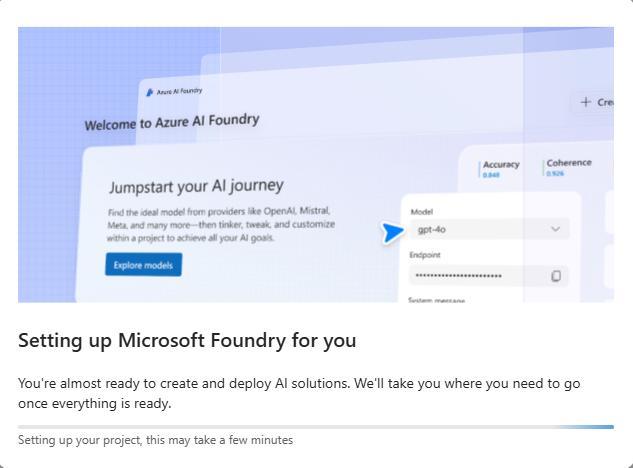 Azure AI Foundry
Welcome to Azure AI Foundry
Jumpstart your AI journey
Find the ideal model from providers like OpenAI, Mistral,
Meta, and many more—then tinker, tweak, and customize
within a project to achieve all your AI goals.
Explore models
+ Crea
Accuracy
0.848
Coherence
0.926
Model
gpt-4o
Endpoint
••••••••••••••••••••••••
System message
Setting up Microsoft Foundry for you
You're almost ready to create and deploy AI solutions. We'll take you where you need to go
once everything is ready.
Setting up your project, this may take a few minutes